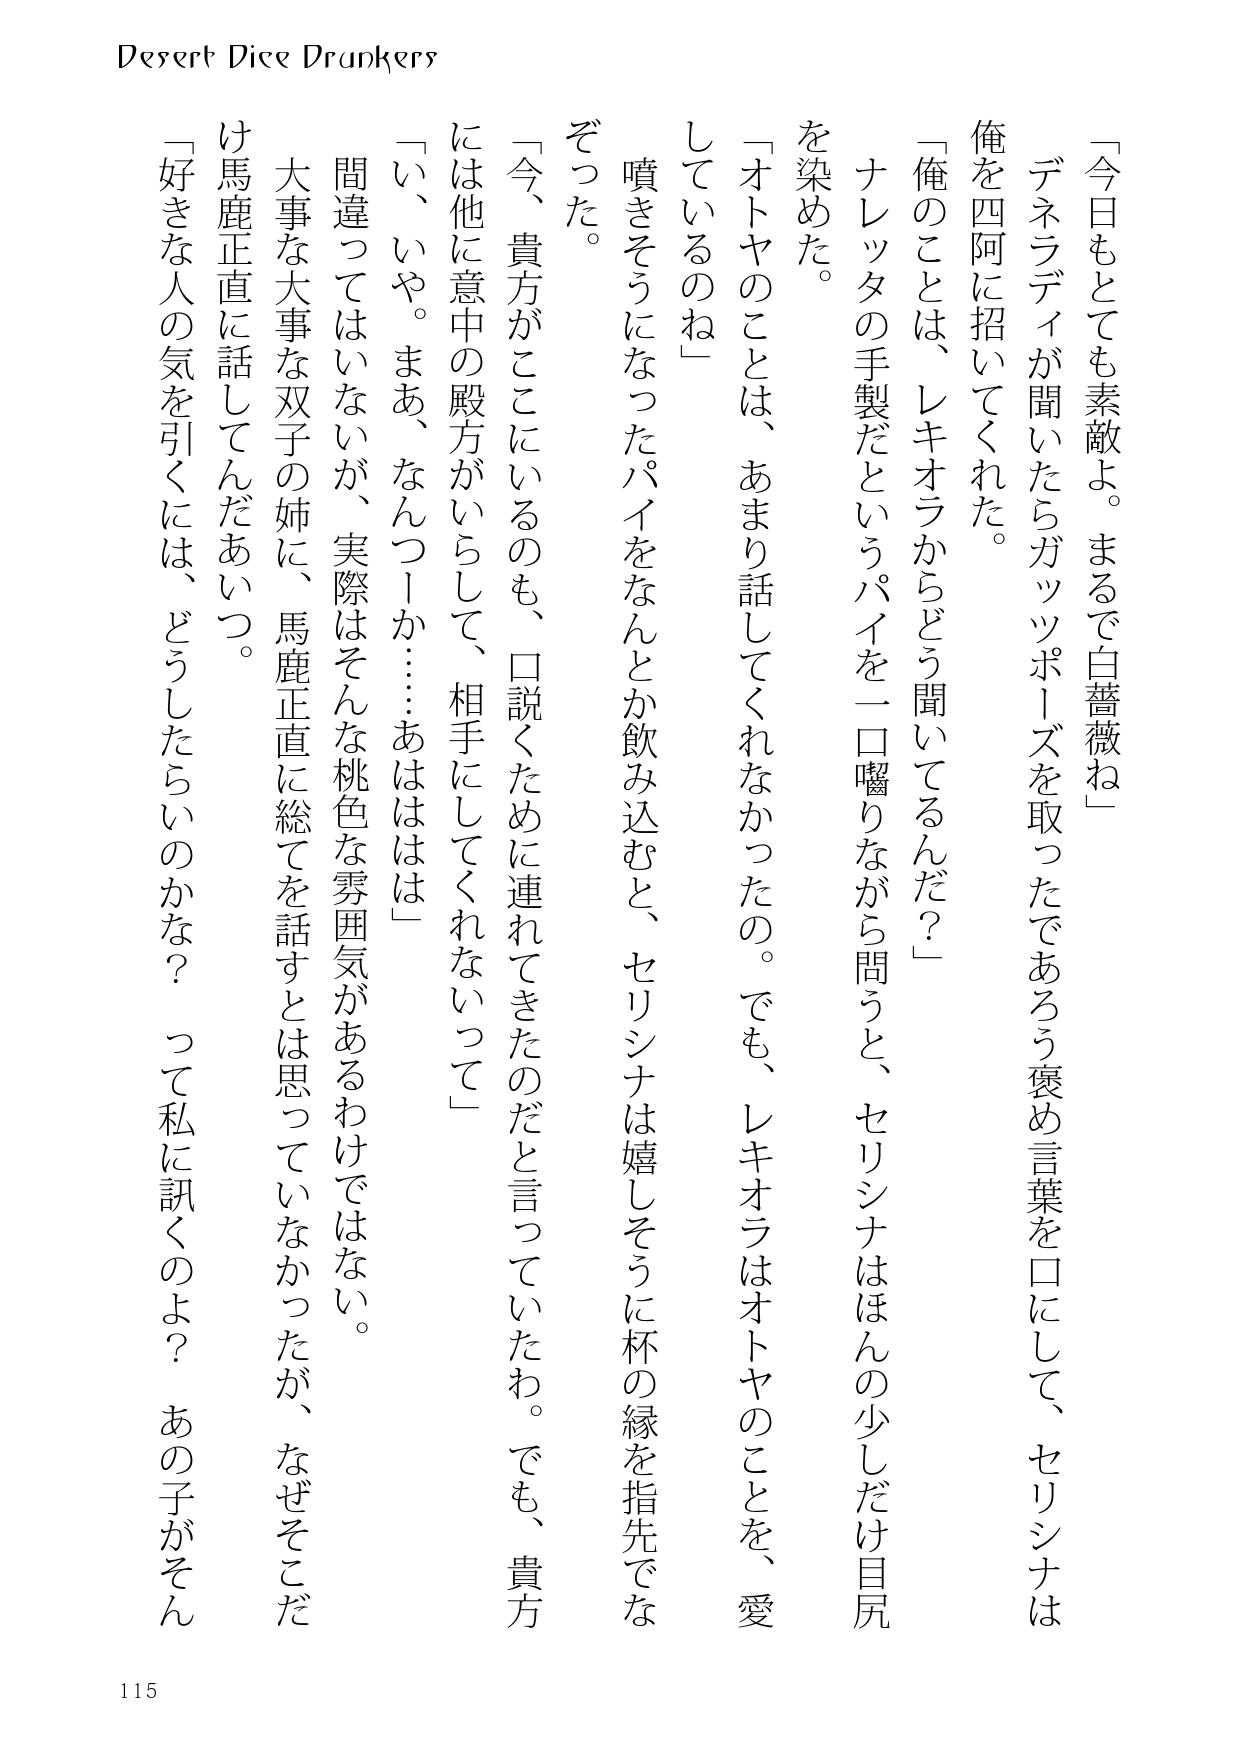 Desert Dice Drunkers
「今日もとても素敵よ。まるで白薔薇ね」
　デネラディが聞いたらガッツポーズを取ったであろう褒め言葉を口にして、セリシナは
俺を四阿に招いてくれた。
「俺のことは、レキオラからどう聞いてるんだ？」
　ナレッタの手製だというパイを一口囓りながら問うと、セリシナはほんの少しだけ目尻
を染めた。
「オトヤのことは、あまり話してくれなかったの。でも、レキオラはオトヤのことを、愛
しているのね」
　噴きそうになったパイをなんとか飲み込むと、セリシナは嬉しそうに杯の縁を指先でな
ぞった。
「今、貴方がここにいるのも、口説くために連れてきたのだと言っていたわ。でも、貴方
には他に意中の殿方がいらして、相手にしてくれないって」
「い、いや。まあ、なんつーか……あはははは」
　間違ってはいないが、実際はそんな桃色な雰囲気があるわけではない。
　大事な大事な双子の姉に、馬鹿正直に総てを話すとは思っていなかったが、なぜそこだ
け馬鹿正直に話してんだあいつ。
「好きな人の気を引くには、どうしたらいのかな？　って私に訊くのよ？　あの子がそん
115